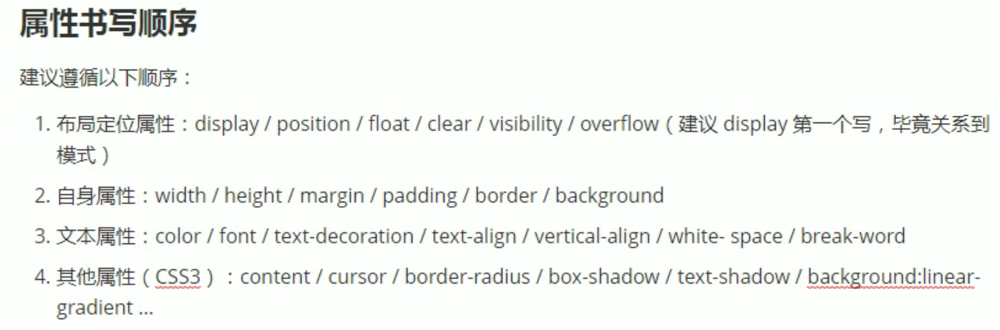 属性书写顺序
建议遵循以下顺序：
1. 布局定位属性：display / position / float / clear / visibility / overflow（建议 display 第一个写，毕竟关系到
模式）
2. 自身属性：width / height / margin / padding / border / background
3. 文本属性：color / font / text-decoration / text-align / vertical-align / white- space / break-word
4. 其他属性（CSS3）：content / cursor / border-radius / box-shadow / text-shadow / background:linear-
gradient ...